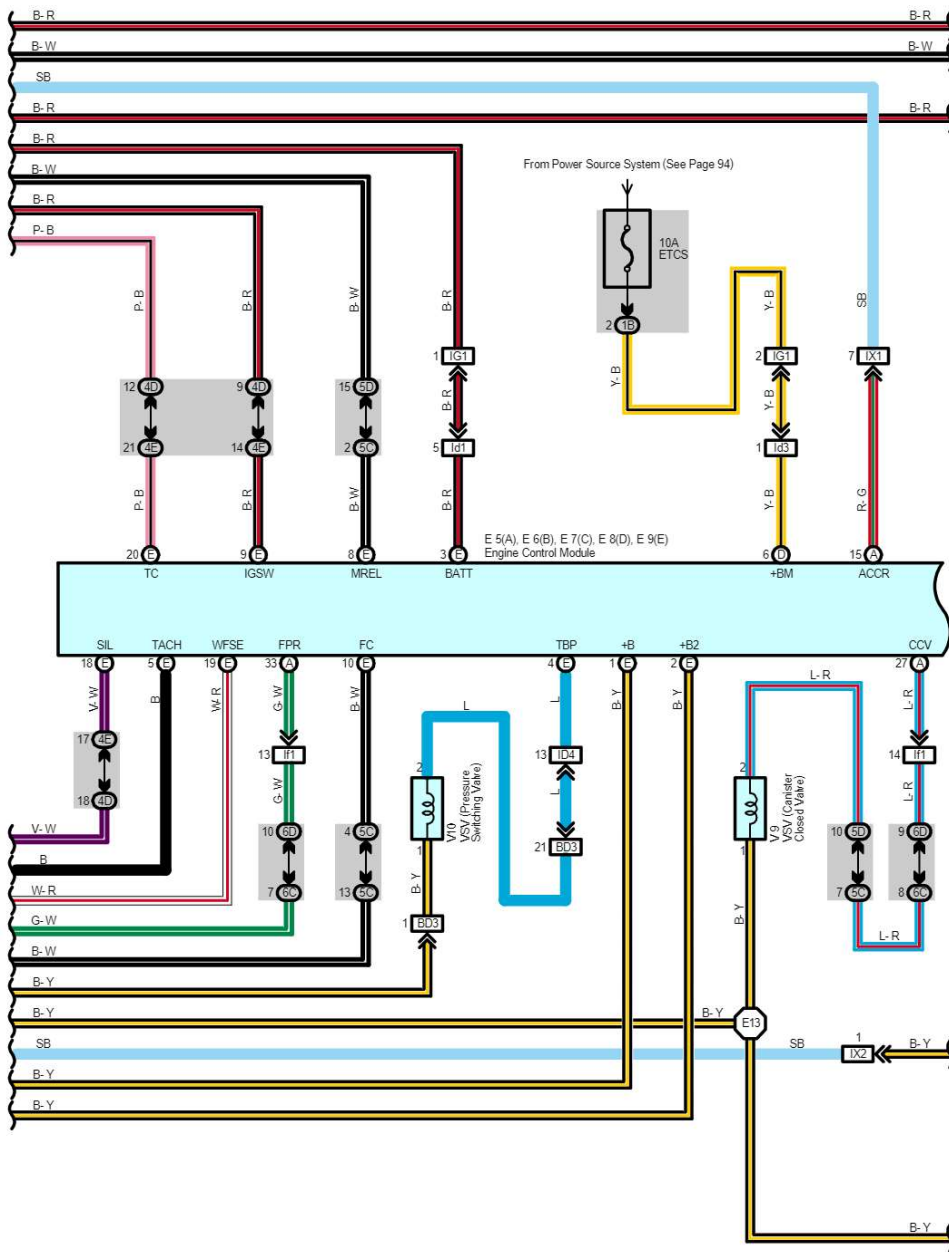 B- R B- R
B- W B- W
SB
B- R B- R
B- R
B- W
B- R
P- B
From Power Source System (See Page 94)
10A
ETCS
2 1B
P- B B- R B- W B- R Y- B Y- B SB
1 IG1 2 IG1 7 IX1
12 4D 9 4D 15 5D B- R Y- B
21 4E 14 4E 2 5C 5 Id1 1 Id3
P- B B- R B- W B- R Y- B R- G
E 5(A), E 6(B), E 7(C), E 8(D), E 9(E)
Engine Control Module
20 E 9 E 8 E 3 E 6 D 15 A
TC IGSW MREL BATT +BM ACCR
SIL TACH WFSE FPR FC TBP +B +B2 CCV
18 E 5 E 19 E 33 A 10 E 4 E 1 E 2 E 27 A
V- W B W- R G- W B- W L L B- Y B- Y L- R L- R
17 4E 13 If1 13 ID4 14 If1
2 2
V10
VSV (Pressure
Switching Valve)
V 9
VSV (Canister
Closed Valve)
18 4D G- W L L- R
V- W 10 6D 4 5C 1 21 BD3 1 10 5D 9 6D
B
W- R 7 6C 13 5C B- Y B- Y 7 5C 8 6C
G- W 1 BD3 L- R
B- W
B- Y
B- Y B- Y E13
SB SB 1 IX2 B- Y
B- Y
B- Y
B- Y